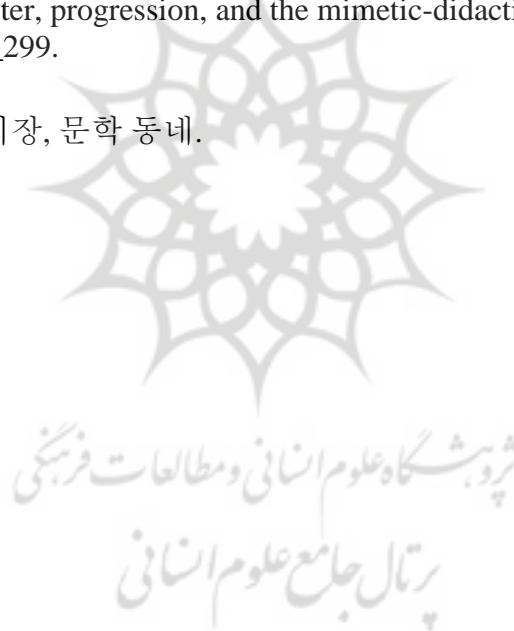 ter, progression, and the mimetic-didacti
299.
장, 문학 동네.
پژوهشگاه علوم انسانی و مطالعات فرهنگی
پرتال جامع علوم انسانی